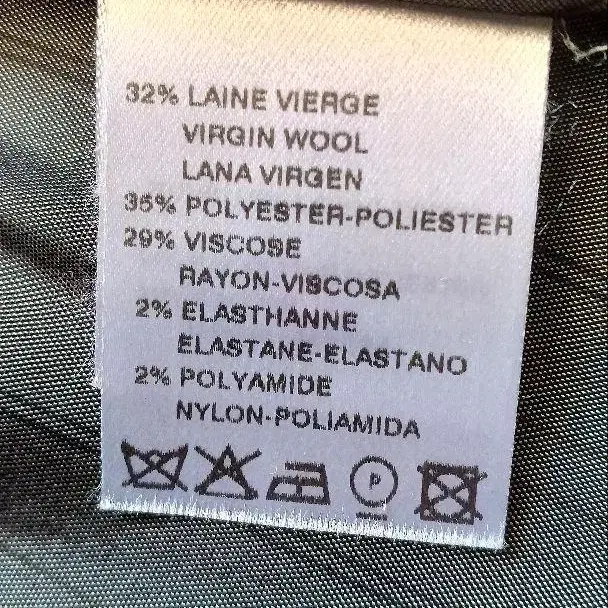 32% LAINE VIERGE
VIRGIN WOOL
LANA VIRGEN
35% POLYESTER-POLIESTER
29% VISCOSE
RAYON-VISCOSA
2% ELASTHANNE
ELASTANE-ELASTANO
2% POLYAMIDE
NYLON-POLIAMIDA
P